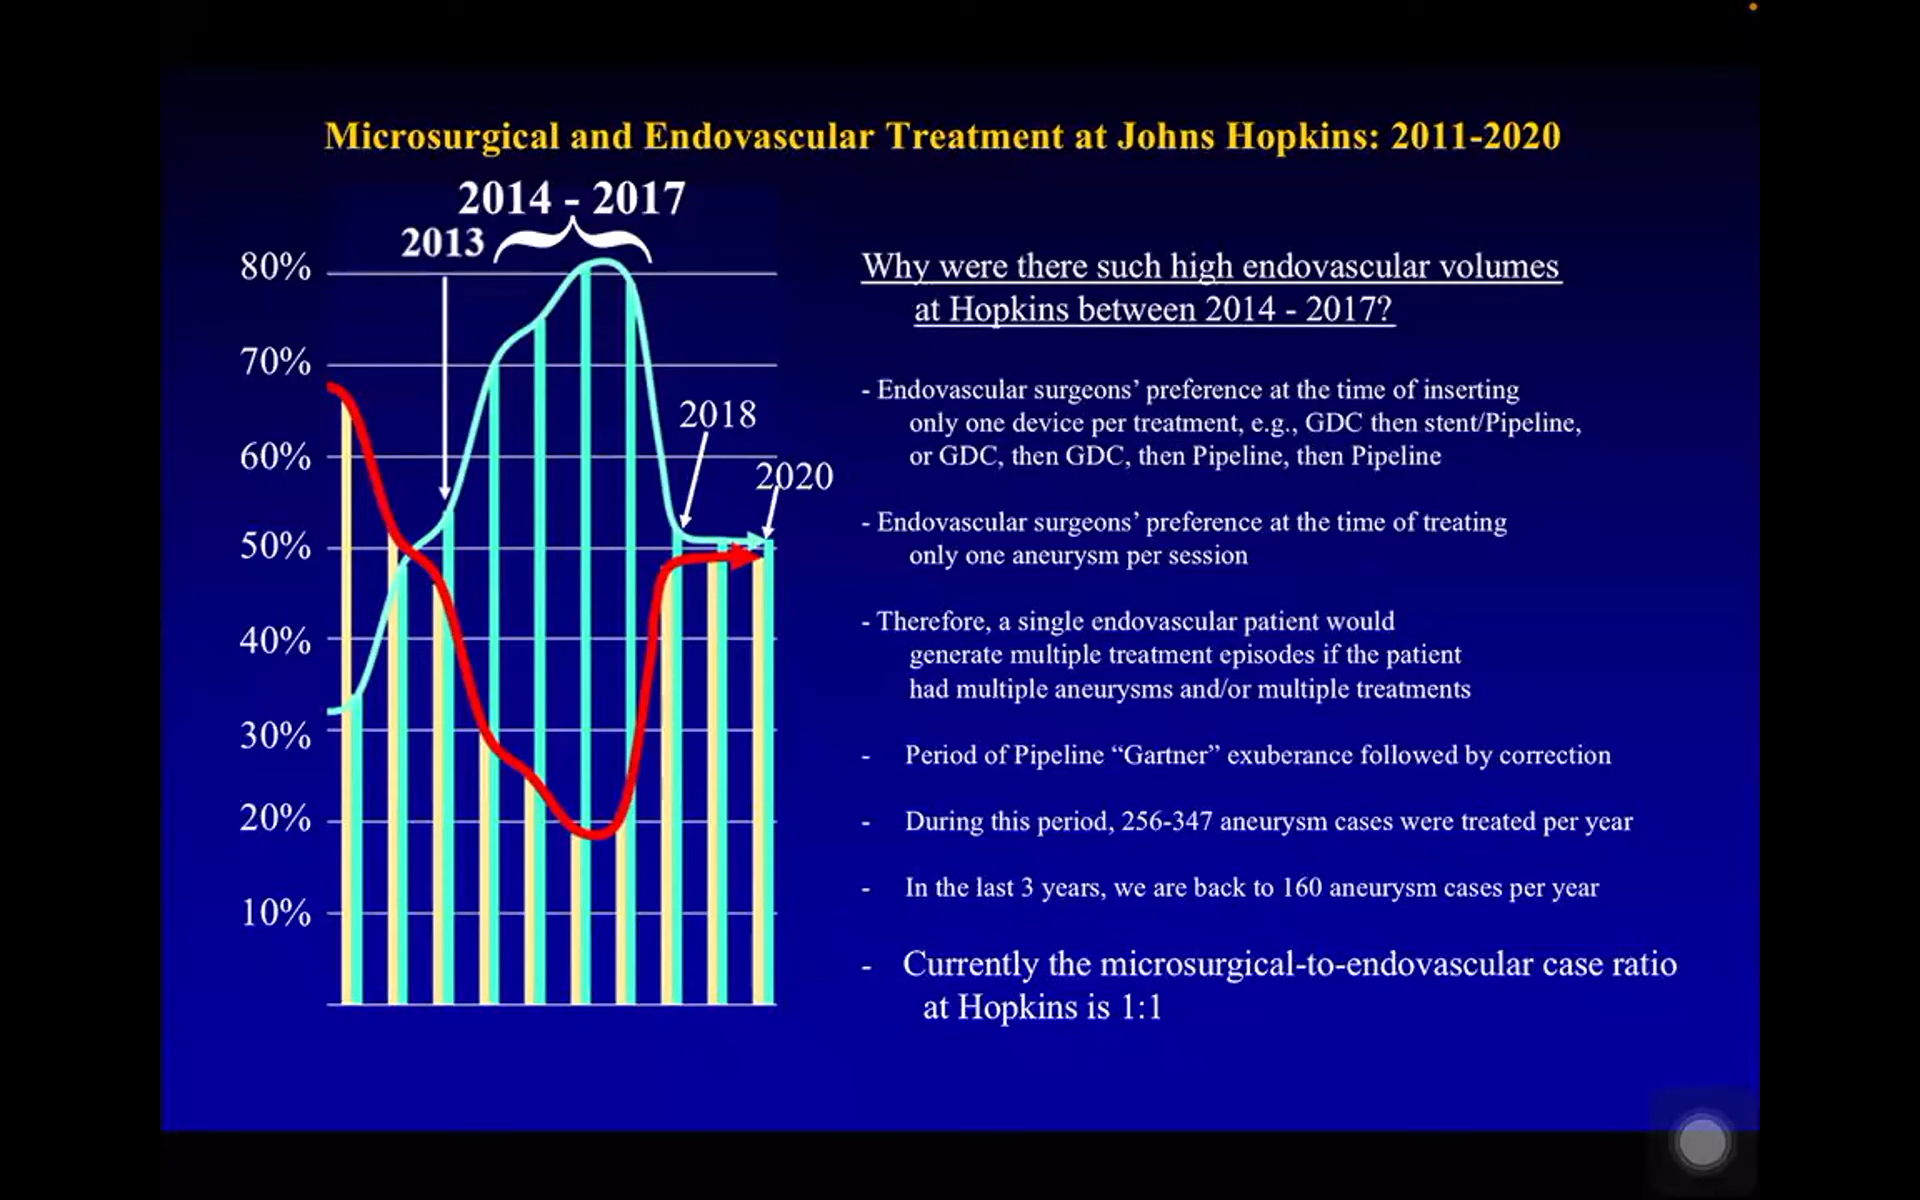 Microsurgical and Endovascular Treatment at Johns Hopkins: 2011-2020
2014 - 2017
2013
80%
70%
60%
50%
40%
30%
20%
10%
2018
2020
Why were there such high endovascular volumes
at Hopkins between 2014 - 2017?
- Endovascular surgeons’ preference at the time of inserting
only one device per treatment, e.g., GDC then stent/Pipeline,
or GDC, then GDC, then Pipeline, then Pipeline
- Endovascular surgeons’ preference at the time of treating
only one aneurysm per session
- Therefore, a single endovascular patient would
generate multiple treatment episodes if the patient
had multiple aneurysms and/or multiple treatments
- Period of Pipeline “Gartner” exuberance followed by correction
- During this period, 256-347 aneurysm cases were treated per year
- In the last 3 years, we are back to 160 aneurysm cases per year
- Currently the microsurgical-to-endovascular case ratio
at Hopkins is 1:1